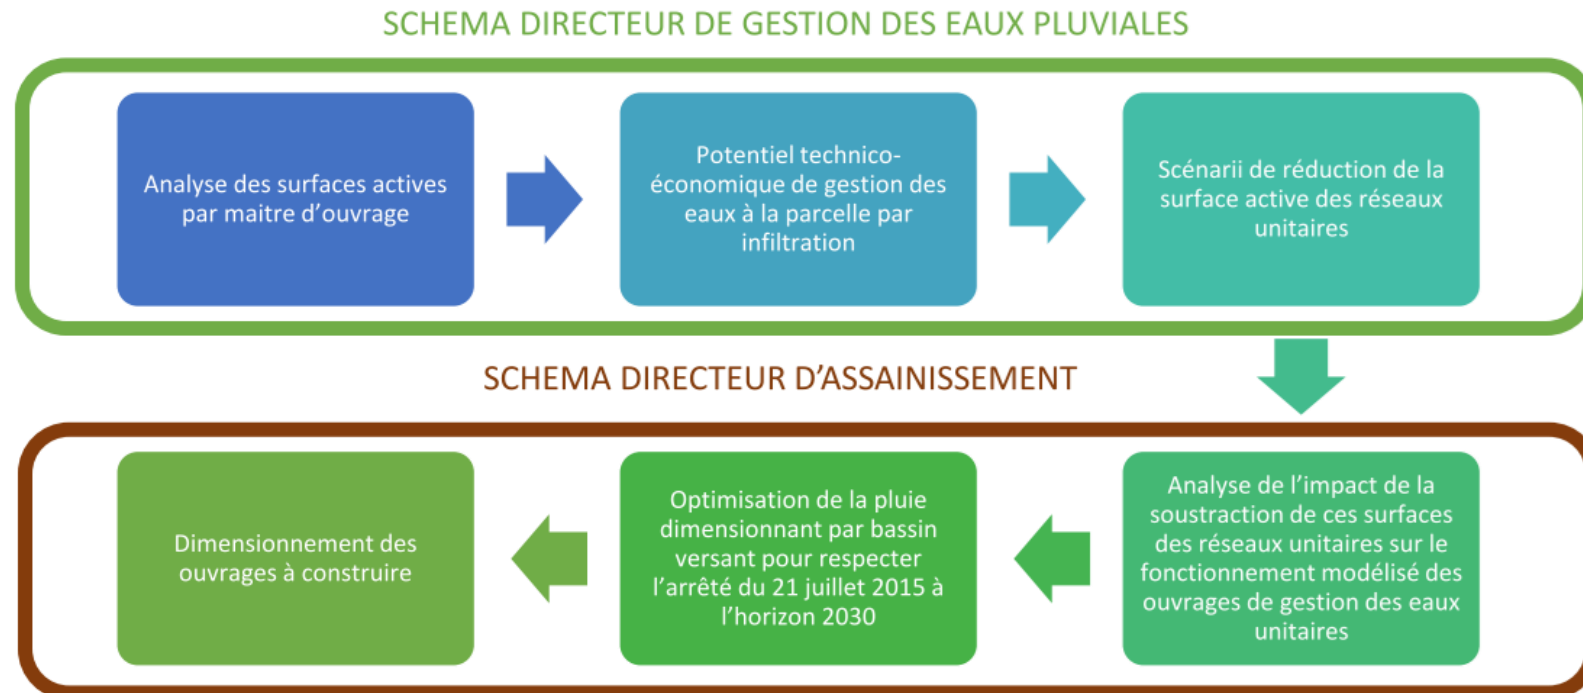 SCHEMA DIRECTEUR DE GESTION DES EAUX PLUVIALES
Analyse des surfaces actives
par maitre d’ouvrage
Potentiel technico-
économique de gestion des
eaux à la parcelle par
infiltration
Scénarii de réduction de la
surface active des réseaux
unitaires
SCHEMA DIRECTEUR D’ASSAINISSEMENT
Dimensionnement des
ouvrages à construire
Optimisation de la pluie
dimensionnant par bassin
versant pour respecter
l’arrêté du 21 juillet 2015 à
l’horizon 2030
Analyse de l’impact de la
soustraction de ces surfaces
des réseaux unitaires sur le
fonctionnement modélisé des
ouvrages de gestion des eaux
unitaires